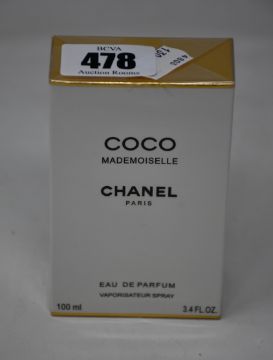 BCVA
478
Auction Rooms
COCO
MADEMOISELLE
CHANEL
PARIS
EAU DE PARFUM
VAPORISATEUR SPRAY
100 ml 3.4 FL.OZ.